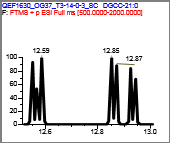 QEF1630_OG37_T3-14-0-3_SC DGCC-21:0
F: FTMS + p ESI Full ms [500.0000-2000.0000]
12.59 12.85
12.87
100
80
60
40
20
0
12.6 12.8 13.0